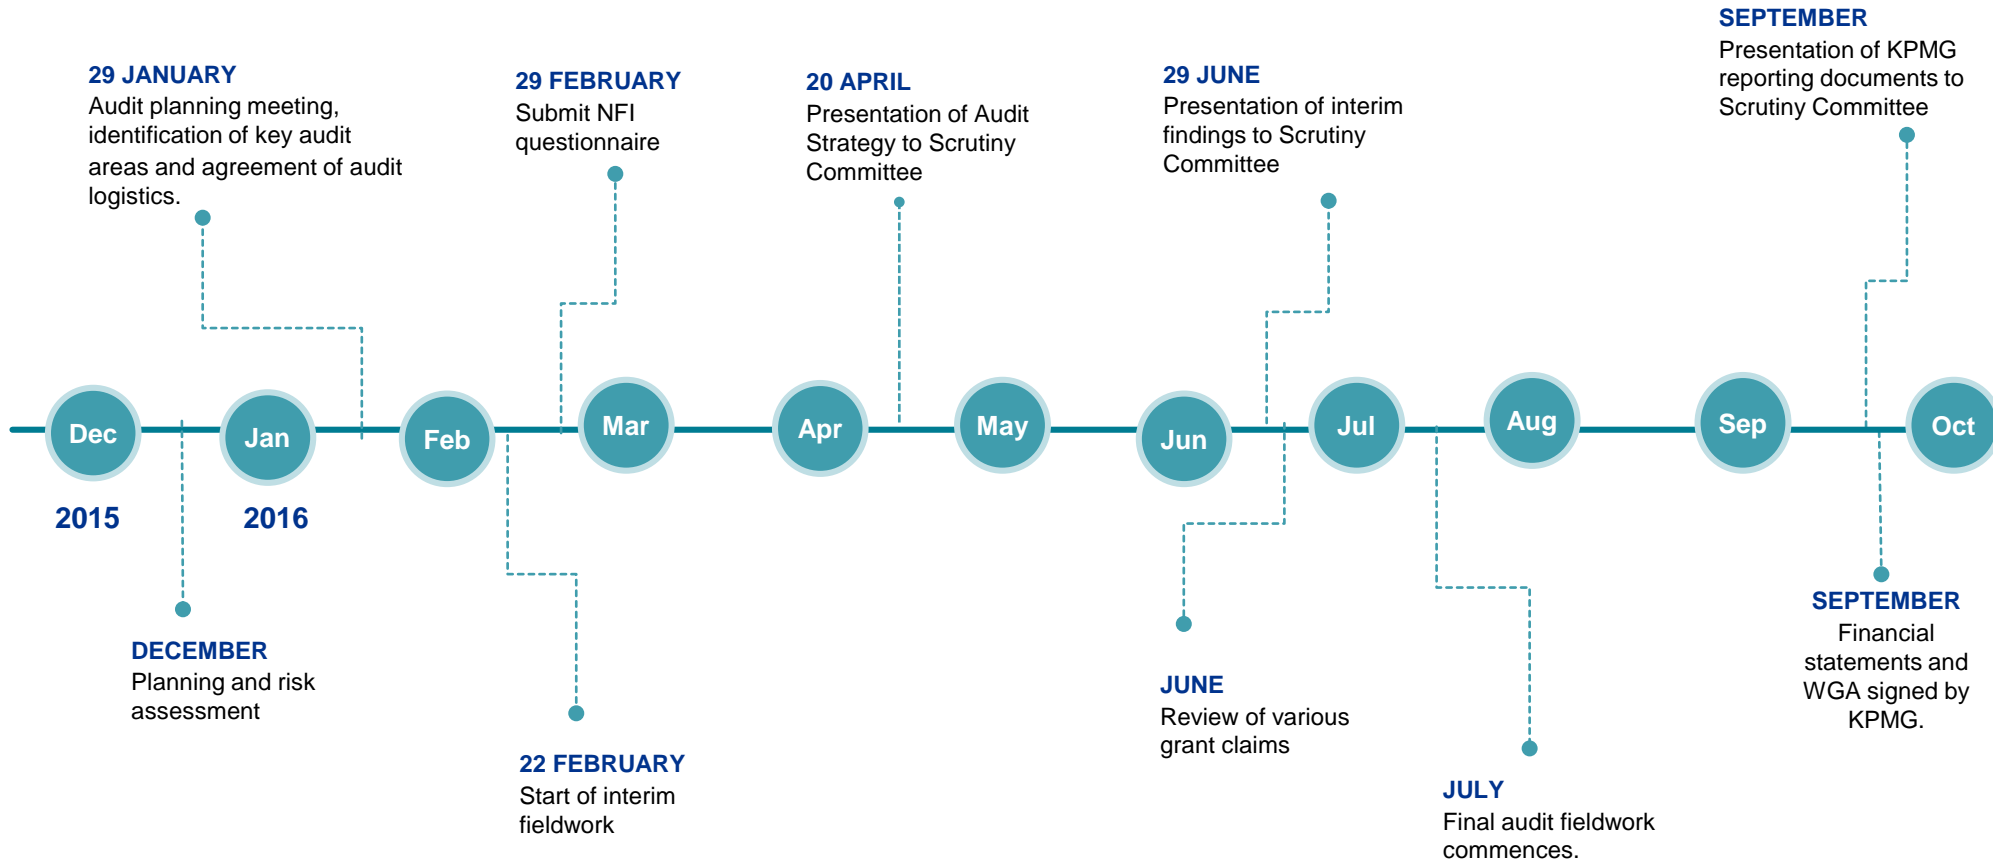 SEPTEMBER
Presentation of KPMG
reporting documents to
Scrutiny Committee
29 JANUARY
Audit planning meeting,
identification of key audit
areas and agreement of audit
logistics.
29 FEBRUARY
Submit NFI
questionnaire
20 APRIL
Presentation of Audit
Strategy to Scrutiny
Committee
29 JUNE
Presentation of interim
findings to Scrutiny
Committee
Dec
Jan
Feb
Mar
Apr
May
Jun
Jul
Aug
Sep
Oct
2015
2016
DECEMBER
Planning and risk
assessment
22 FEBRUARY
Start of interim
fieldwork
JUNE
Review of various
grant claims
JULY
Final audit fieldwork
commences.
SEPTEMBER
Financial
statements and
WGA signed by
KPMG.